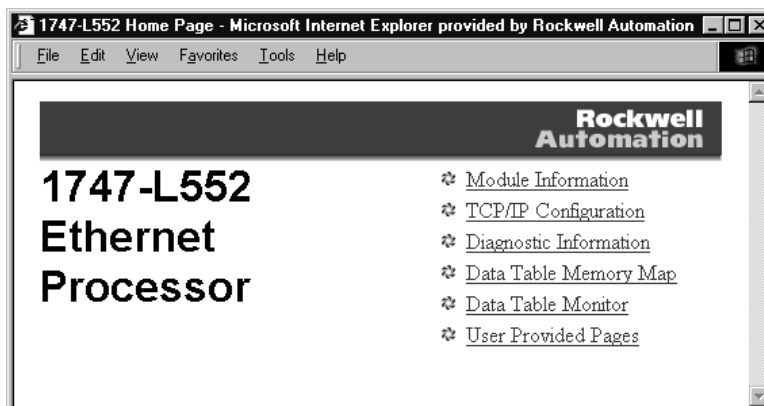 1747-L552 Home Page - Microsoft Internet Explorer provided by Rockwell Automation
File Edit View Favorites Tools Help
Rockwell
Automation
1747-L552
Ethernet
Processor
Module Information
TCP/IP Configuration
Diagnostic Information
Data Table Memory Map
Data Table Monitor
User Provided Pages